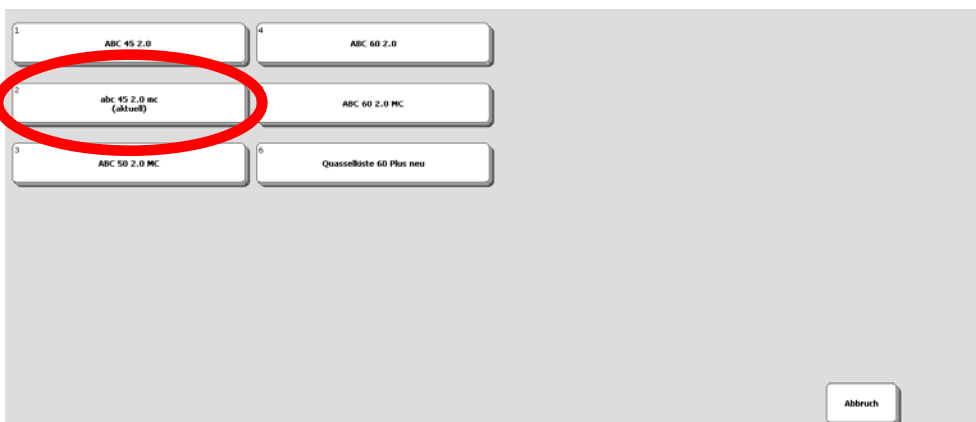 1
ABC 45 2.0
4
ABC 60 2.0
2
abc 45 2.0 mc
(aktuell)
ABC 60 2.0 MC
3
ABC 50 2.0 MC
6
Quasselkiste 60 Plus neu
Abbruch